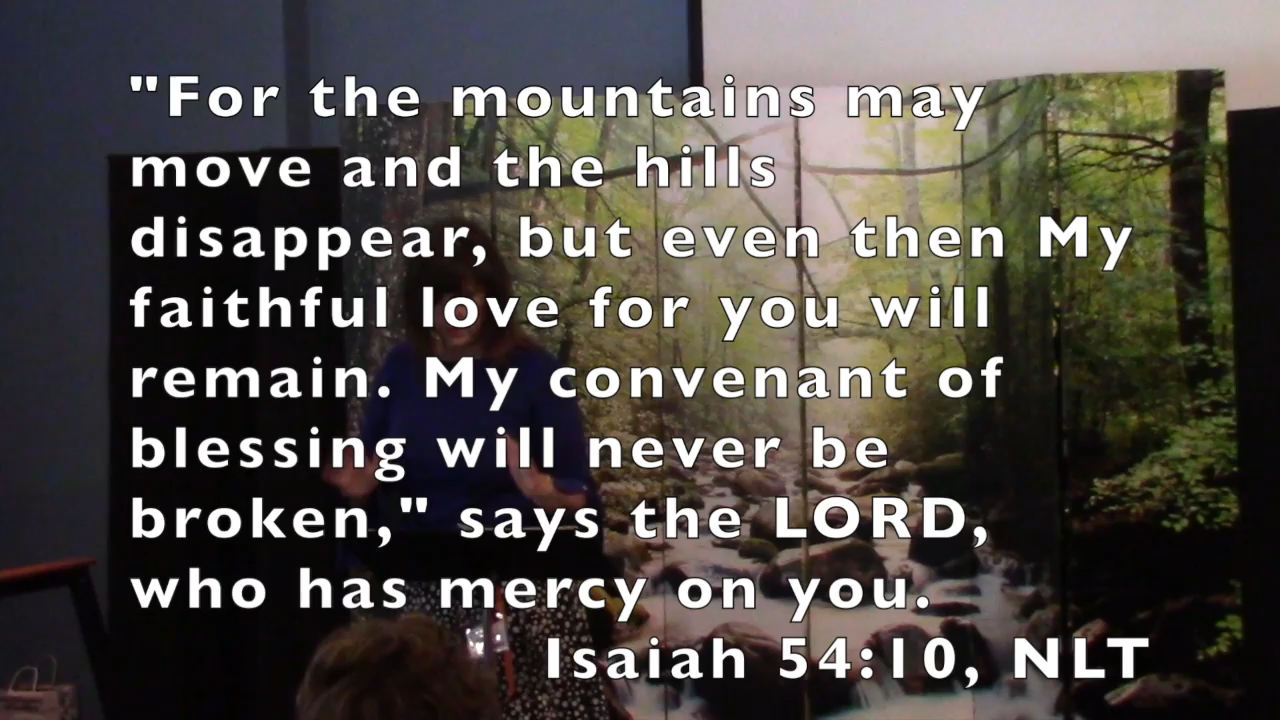 "For the mountains may
move and the hills
disappear, but even then My
faithful love for you will
remain. My convenant of
blessing will never be
broken," says the LORD,
who has mercy on you.
Isaiah 54:10, NLT